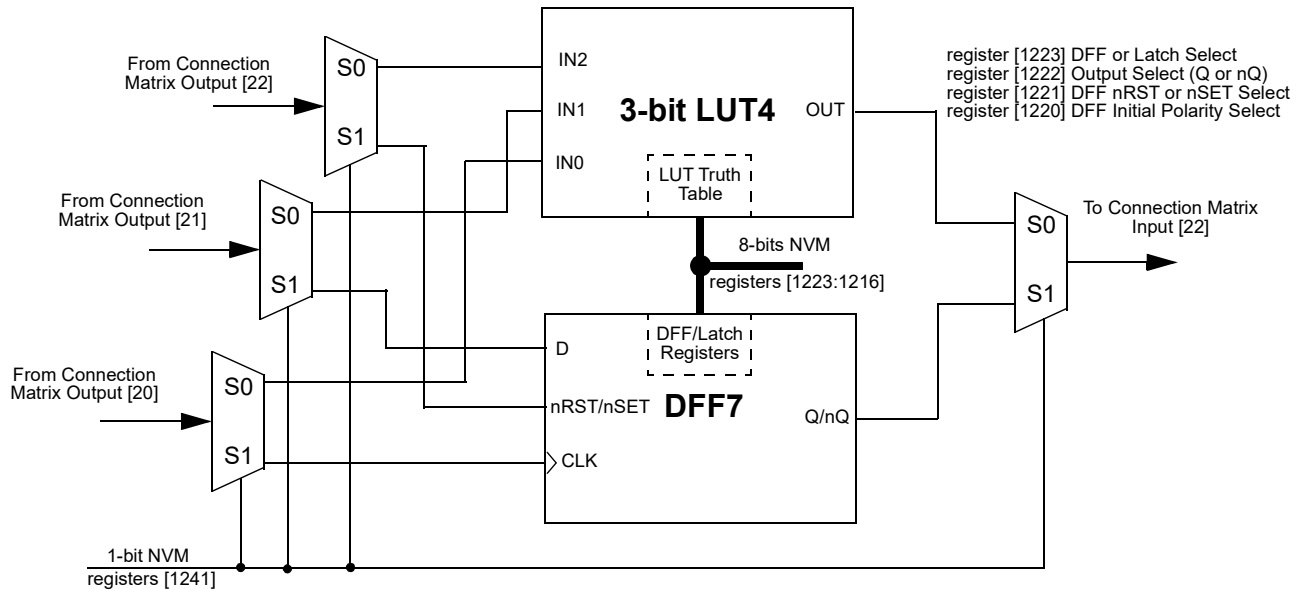 From Connection
Matrix Output [22]
S0
S1
IN2
IN1
IN0
3-bit LUT4
OUT
LUT Truth
Table
register [1223] DFF or Latch Select
register [1222] Output Select (Q or nQ)
register [1221] DFF nRST or nSET Select
register [1220] DFF Initial Polarity Select
From Connection
Matrix Output [21]
S0
S1
8-bits NVM
registers [1223:1216]
S0
S1
To Connection Matrix
Input [22]
From Connection
Matrix Output [20]
S0
S1
D
nRST/nSET
CLK
DFF/Latch
Registers
DFF7
Q/nQ
1-bit NVM
registers [1241]